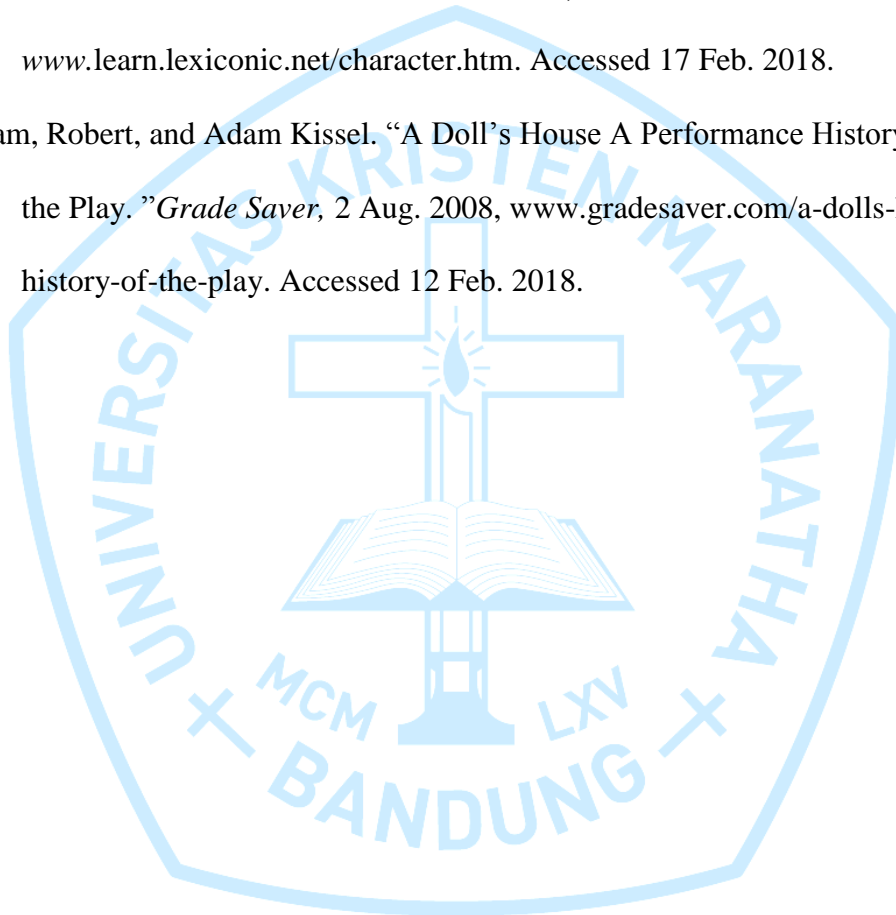 www.learn.lexiconic.net/character.htm. Accessed 17 Feb. 2018.
am, Robert, and Adam Kissel. “A Doll’s House A Performance History
the Play. ”Grade Saver, 2 Aug. 2008, www.gradesaver.com/a-dolls-
history-of-the-play. Accessed 12 Feb. 2018.
UNIVERSITAS KRISTEN MARANATHA
MCM LXV
BANDUNG